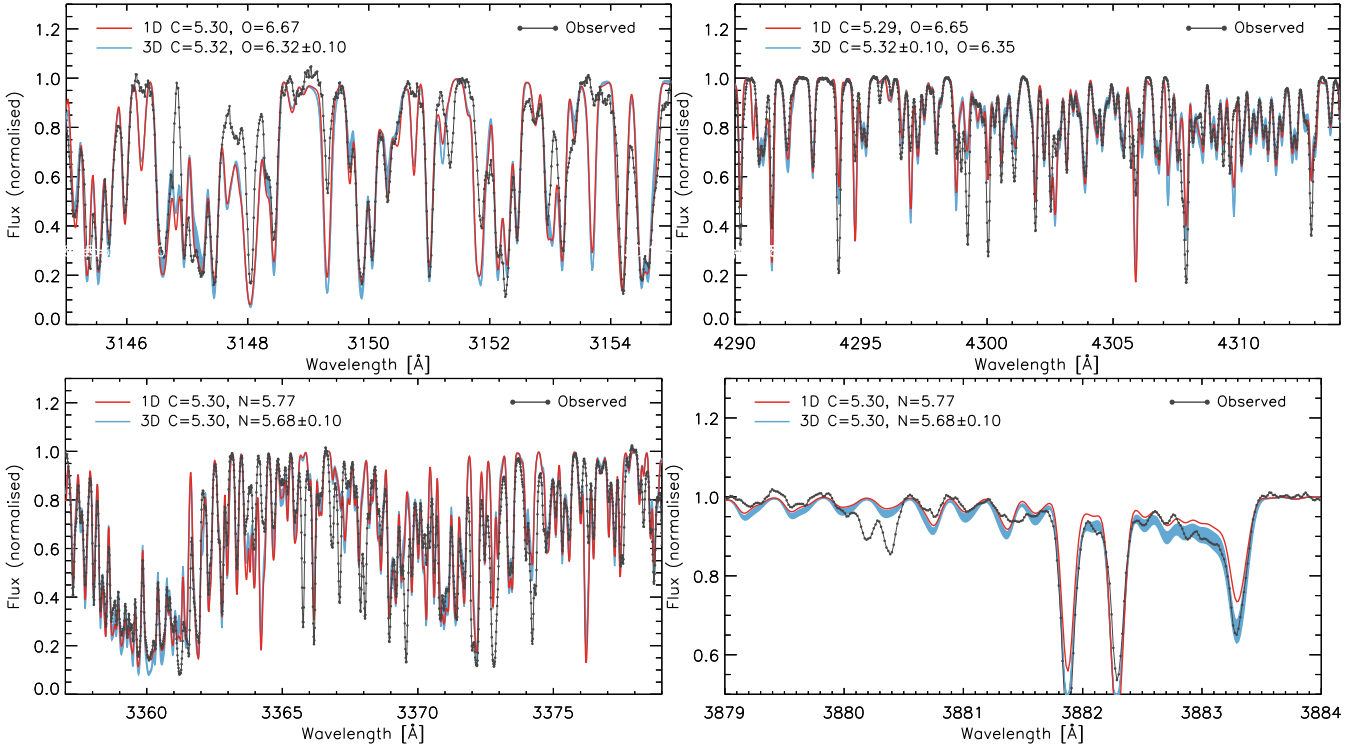 1D C=5.30, O=6.67
3D C=5.32, O=6.32±0.10
Observed
Flux (normalised)
1.2
1.0
0.8
0.6
0.4
0.2
0.0
3146 3148 3150 3152 3154
Wavelength [Å]
1D C=5.29, O=6.65
3D C=5.32±0.10, O=6.35
Observed
Flux (normalised)
1.2
1.0
0.8
0.6
0.4
0.2
0.0
4290 4295 4300 4305 4310
Wavelength [Å]
1D C=5.30, N=5.77
3D C=5.30, N=5.68±0.10
Observed
Flux (normalised)
1.2
1.0
0.8
0.6
0.4
0.2
0.0
3360 3365 3370 3375
Wavelength [Å]
1D C=5.30, N=5.77
3D C=5.30, N=5.68±0.10
Observed
Flux (normalised)
1.2
1.0
0.8
0.6
3879 3880 3881 3882 3883 3884
Wavelength [Å]